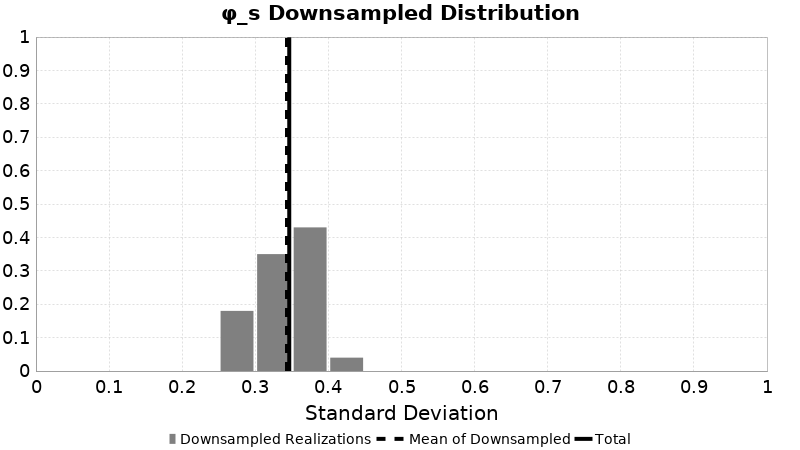 φ_s Downsampled Distribution
1
0.9
0.8
0.7
0.6
0.5
0.4
0.3
0.2
0.1
0
0 0.1 0.2 0.3 0.4 0.5 0.6 0.7 0.8 0.9 1
Standard Deviation
Downsampled Realizations Mean of Downsampled Total